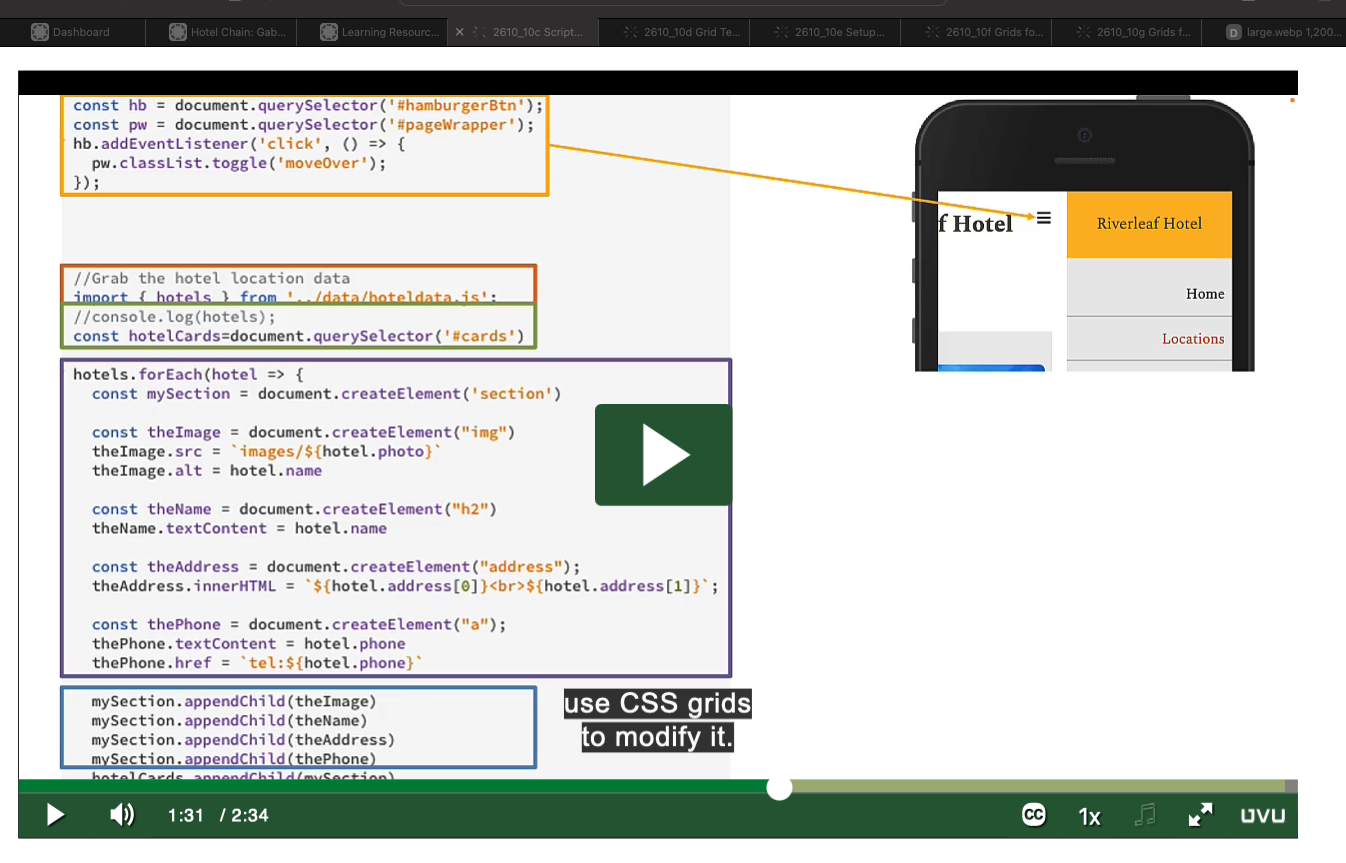 Dashboard
Hotel Chain: Gab...
Learning Resourc...
2610_10c Script...
2610_10d Grid Te...
2610_10e Setup...
2610_10f Grids fo...
2610_10g Grids f...
D
large.webp 1,200...
const hb = document.querySelector('#hamburgerBtn');
const pw = document.querySelector('#pageWrapper');
hb.addEventListener('click', () => {
pw.classList.toggle('moveOver');
});
f Hotel
Riverleaf Hotel
Home
Locations
//Grab the hotel location data
import { hotels } from '../data/hoteldata.js';
//console.log(hotels);
const hotelCards=document.querySelector('#cards')
hotels.forEach(hotel => {
const mySection = document.createElement('section')
const theImage = document.createElement("img")
theImage.src = `images/${hotel.photo}`
theImage.alt = hotel.name
const theName = document.createElement("h2")
theName.textContent = hotel.name
const theAddress = document.createElement("address");
theAddress.innerHTML = `${hotel.address[0]}<br>${hotel.address[1]}`;
const thePhone = document.createElement("a");
thePhone.textContent = hotel.phone
thePhone.href = `tel:${hotel.phone}`
mySection.appendChild(theImage)
mySection.appendChild(theName)
mySection.appendChild(theAddress)
mySection.appendChild(thePhone)
hotelCards.appendChild(mySection)
use CSS grids
to modify it.
1:31 / 2:34
CC
1x
UVU